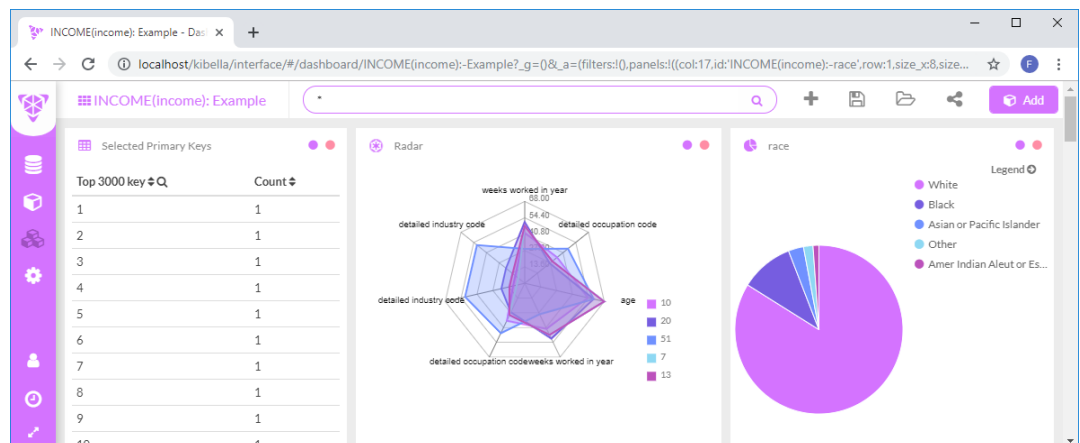 INCOME(income): Example - Das
localhost/kibella/interface/#/dashboard/INCOME(income):-Example?_g=()&_a=(filters:!(),panels:!((col:17,id:'INCOME(income):-race',row:1,size_x:8,size...
F
INCOME(income): Example
*
Add
Selected Primary Keys
Top 3000 key
Count
1 1
2 1
3 1
4 1
5 1
6 1
7 1
8 1
9 1
Radar
weeks worked in year
68.00
54.40
40.80
detailed industry code
detailed occupation code
detailed industry code
age
detailed occupation code
weeks worked in year
10
20
51
7
13
race
Legend
White
Black
Asian or Pacific Islander
Other
Amer Indian Aleut or Es...